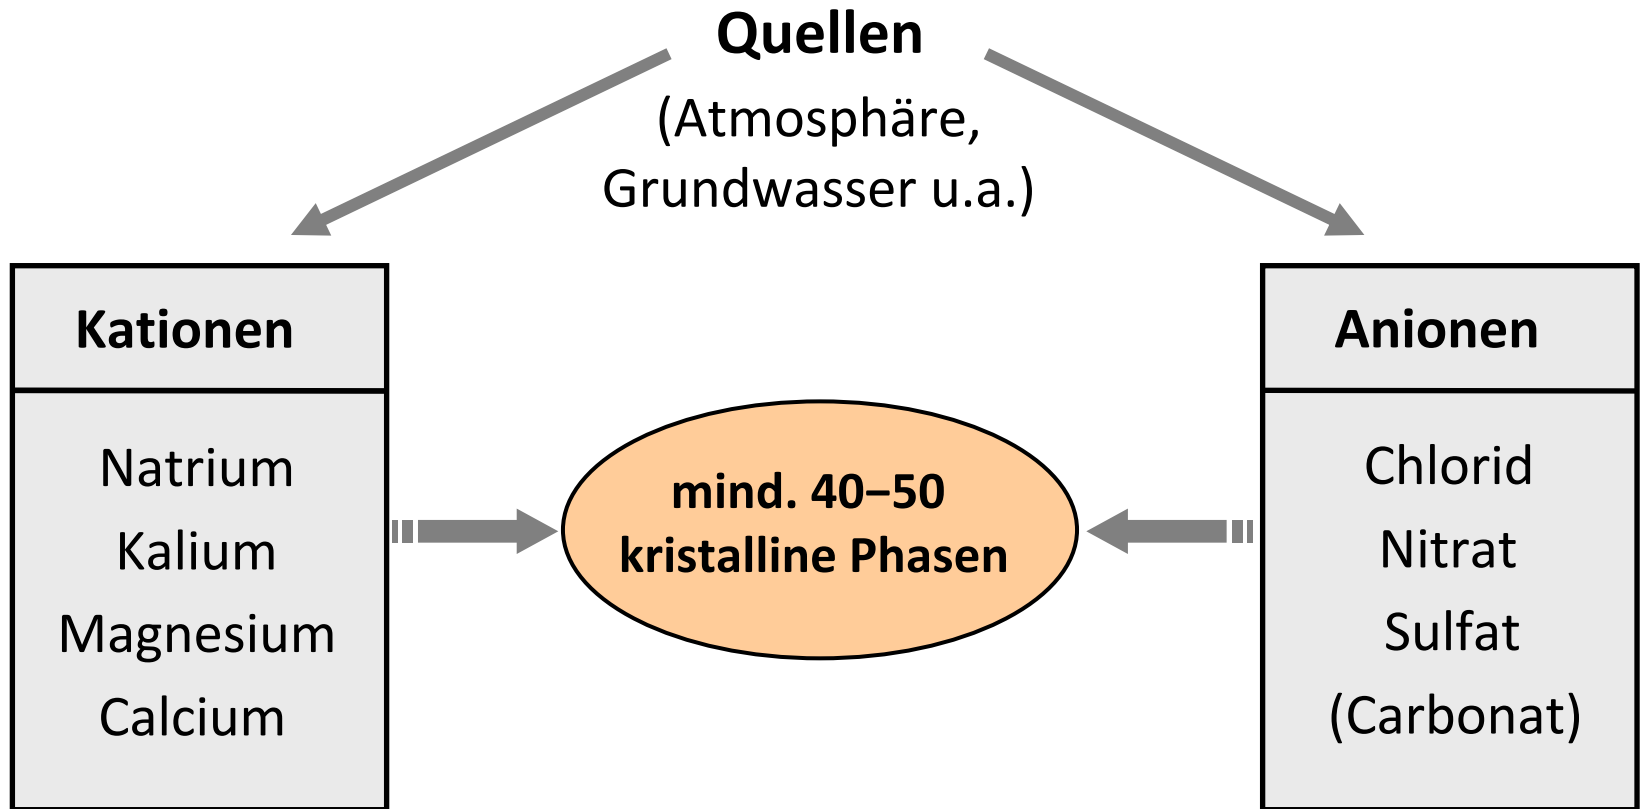 Quellen
(Atmosphäre,
Grundwasser u.a.)
Kationen
Natrium
Kalium
Magnesium
Calcium
mind. 40–50
kristalline Phasen
Anionen
Chlorid
Nitrat
Sulfat
(Carbonat)